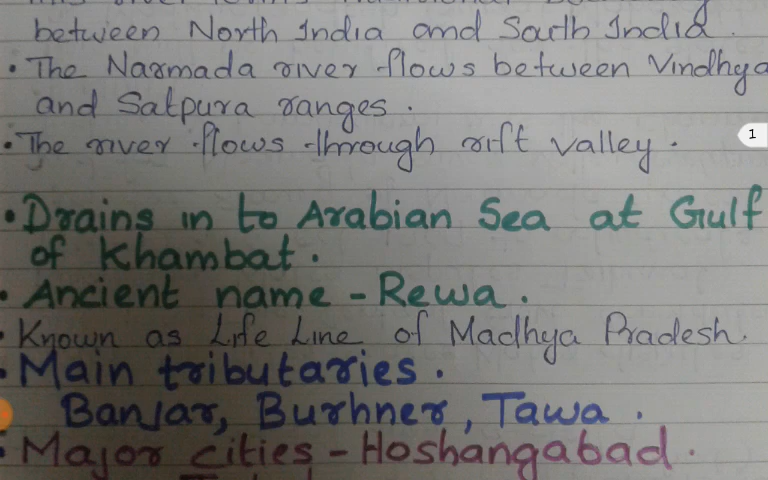 between North India and South India.
• The Narmada river flows between Vindhya
and Satpura ranges.
• The river flows through rift valley.
1
• Drains in to Arabian Sea at Gulf
of Khambat.
• Ancient name - Rewa.
• Known as Life Line of Madhya Pradesh.
• Main tributaries.
Banjar, Burhner, Tawa.
• Major cities - Hoshangabad.